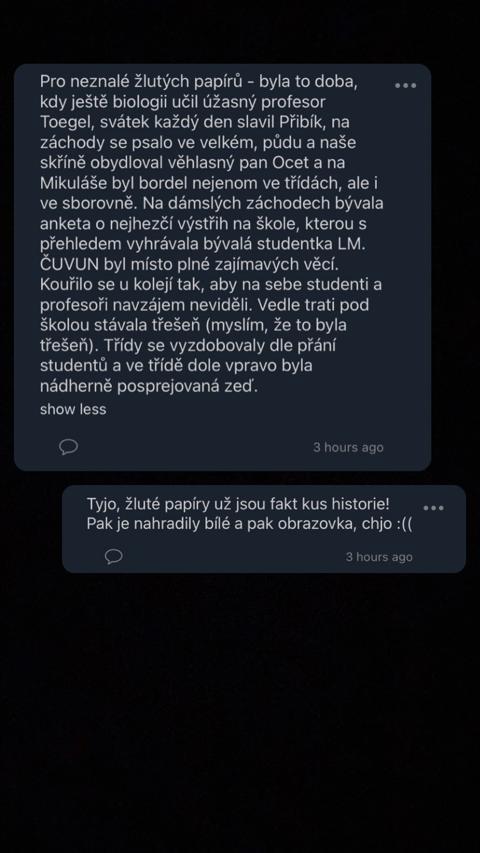 Pro neznalé žlutých papírů - byla to doba,
kdy ještě biologii učil úžasný profesor
Toegel, svátek každý den slavil Přibík, na
záchody se psalo ve velkém, půdu a naše
skříně obydloval věhlasný pan Ocet a na
Mikuláše byl bordel nejenom ve třídách, ale i
ve sborovně. Na dámslých záchodech bývala
anketa o nejhezčí výstřih na škole, kterou s
přehledem vyhrávala bývalá studentka LM.
ČUVUN byl místo plné zajímavých věcí.
Kouřilo se u kolejí tak, aby na sebe studenti a
profesoři navzájem neviděli. Vedle trati pod
školou stávala třešeň (myslím, že to byla
třešeň). Třídy se vyzdobovaly dle přání
studentů a ve třídě dole vpravo byla
nádherně posprejovaná zeď.
show less
3 hours ago
Tyjo, žluté papíry už jsou fakt kus historie!
Pak je nahradily bílé a pak obrazovka, chjo :((
3 hours ago